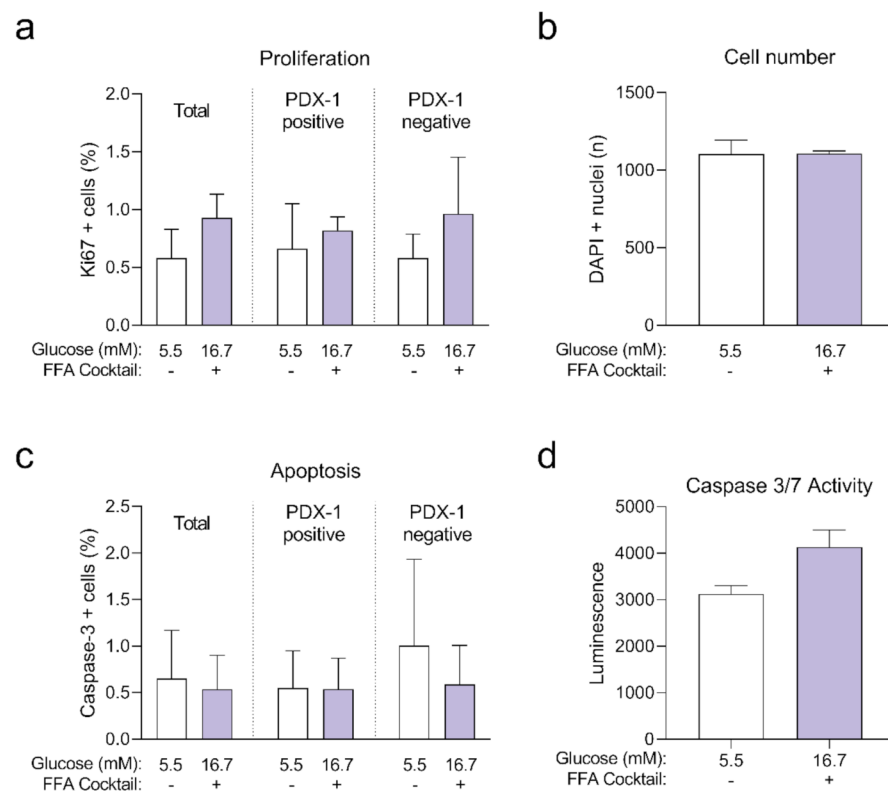 a
Proliferation
Ki67 + cells (%)
2.0
1.5
1.0
0.5
0.0
Total
PDX-1
positive
PDX-1
negative
Glucose (mM): 5.5 16.7 5.5 16.7 5.5 16.7
FFA Cocktail: - + - + - +
b
Cell number
DAPI + nuclei (n)
1500
1000
500
0
Glucose (mM): 5.5 16.7
FFA Cocktail: - +
c
Apoptosis
Caspase-3 + cells (%)
2.5
2.0
1.5
1.0
0.5
0.0
Total
PDX-1
positive
PDX-1
negative
Glucose (mM): 5.5 16.7 5.5 16.7 5.5 16.7
FFA Cocktail: - + - + - +
d
Caspase 3/7 Activity
Luminescence
5000
4000
3000
2000
1000
0
Glucose (mM): 5.5 16.7
FFA Cocktail: - +